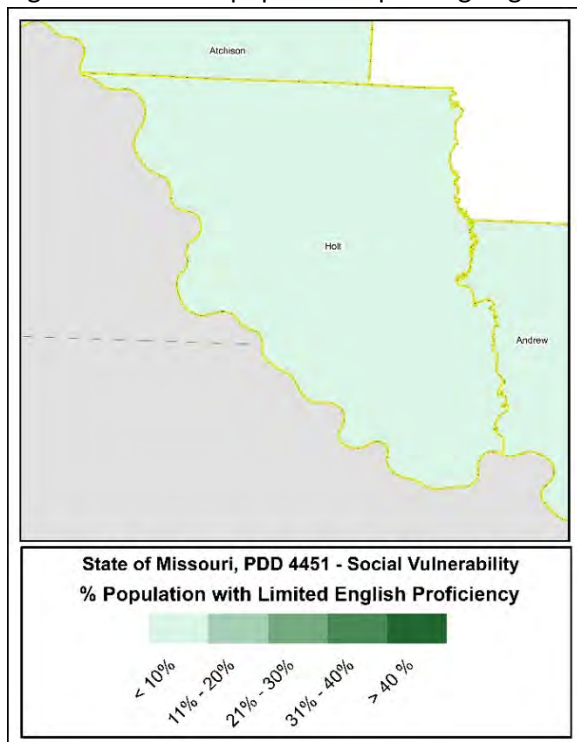 Atchison
Holt
Andrew
State of Missouri, PDD 4451 - Social Vulnerability
% Population with Limited English Proficiency
< 10%
11% - 20%
21% - 30%
31% - 40%
> 40 %